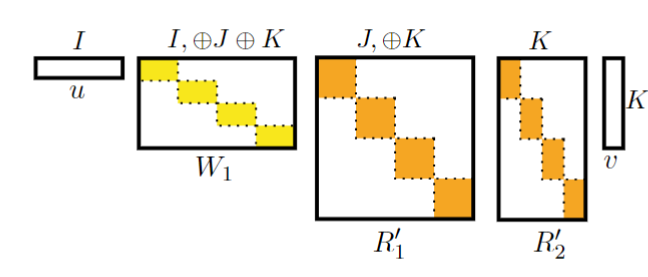 I I, ⊕J ⊕ K J, ⊕K K
K
u v
W₁
R′₁ R′₂